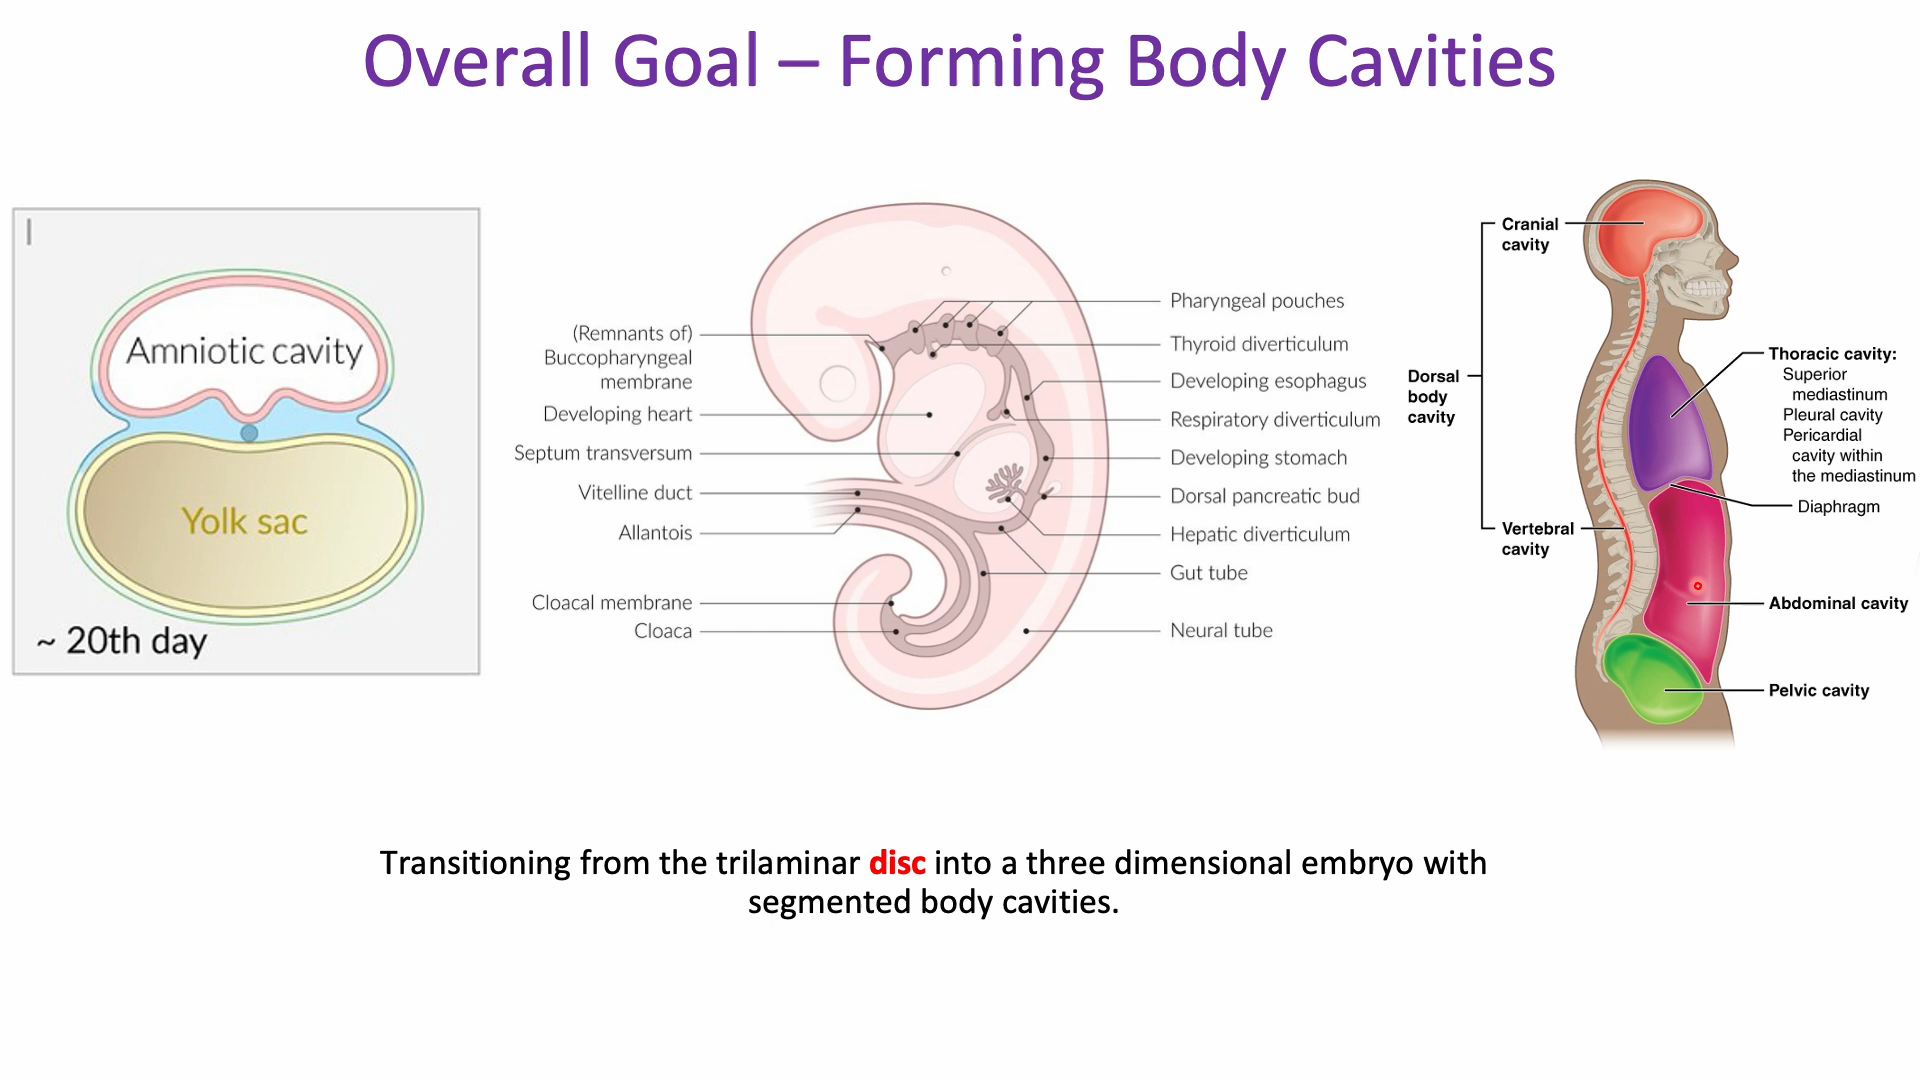 Overall Goal – Forming Body Cavities
I
Amniotic cavity
Yolk sac
~ 20th day
(Remnants of)
Buccopharyngeal
membrane
Developing heart
Septum transversum
Vitelline duct
Allantois
Cloacal membrane
Cloaca
Pharyngeal pouches
Thyroid diverticulum
Developing esophagus
Respiratory diverticulum
Developing stomach
Dorsal pancreatic bud
Hepatic diverticulum
Gut tube
Neural tube
Dorsal
body
cavity
Cranial
cavity
Vertebral
cavity
Thoracic cavity:
Superior
mediastinum
Pleural cavity
Pericardial
cavity within
the mediastinum
Diaphragm
Abdominal cavity
Pelvic cavity
Transitioning from the trilaminar disc into a three dimensional embryo with
segmented body cavities.